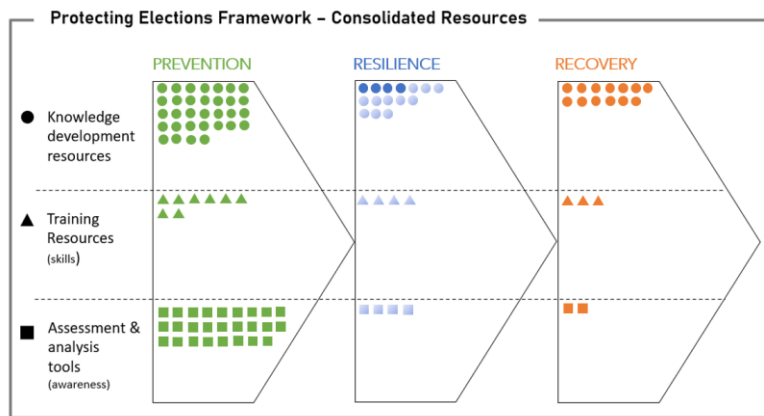 Protecting Elections Framework – Consolidated Resources
PREVENTION
RESILIENCE
RECOVERY
Knowledge
development
resources
Training
Resources
(skills)
Assessment &
analysis
tools
(awareness)